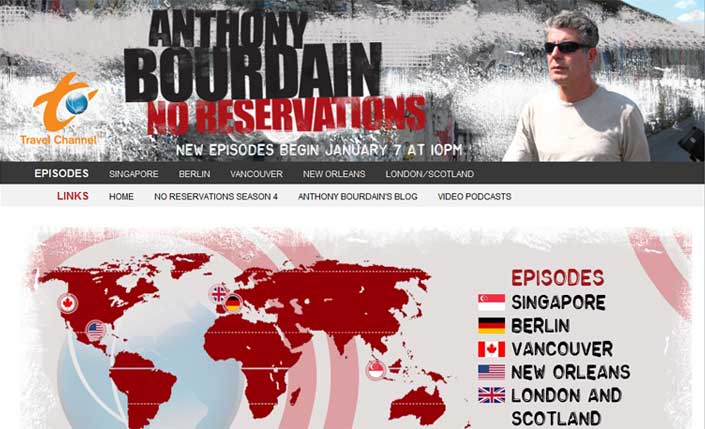 ANTHONY
BOURDAIN
NO RESERVATIONS
Travel Channel
NEW EPISODES BEGIN JANUARY 7 AT 10PM
EPISODES SINGAPORE BERLIN VANCOUVER NEW ORLEANS LONDON/SCOTLAND
LINKS HOME NO RESERVATIONS SEASON 4 ANTHONY BOURDAIN'S BLOG VIDEO PODCASTS
EPISODES
SINGAPORE
BERLIN
VANCOUVER
NEW ORLEANS
LONDON AND
SCOTLAND